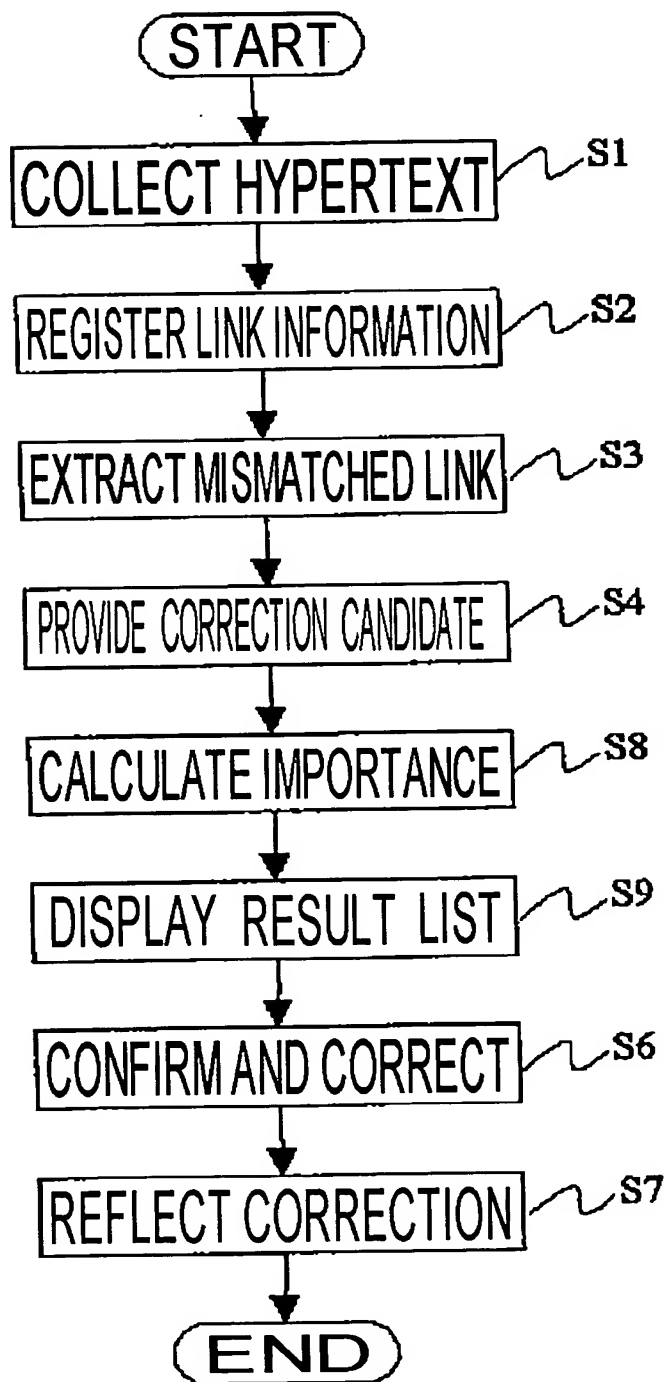 START
COLLECT HYPERTEXT S1
REGISTER LINK INFORMATION S2
EXTRACT MISMATCHED LINK S3
PROVIDE CORRECTION CANDIDATE S4
CALCULATE IMPORTANCE S8
DISPLAY RESULT LIST S9
CONFIRM AND CORRECT S6
REFLECT CORRECTION S7
END